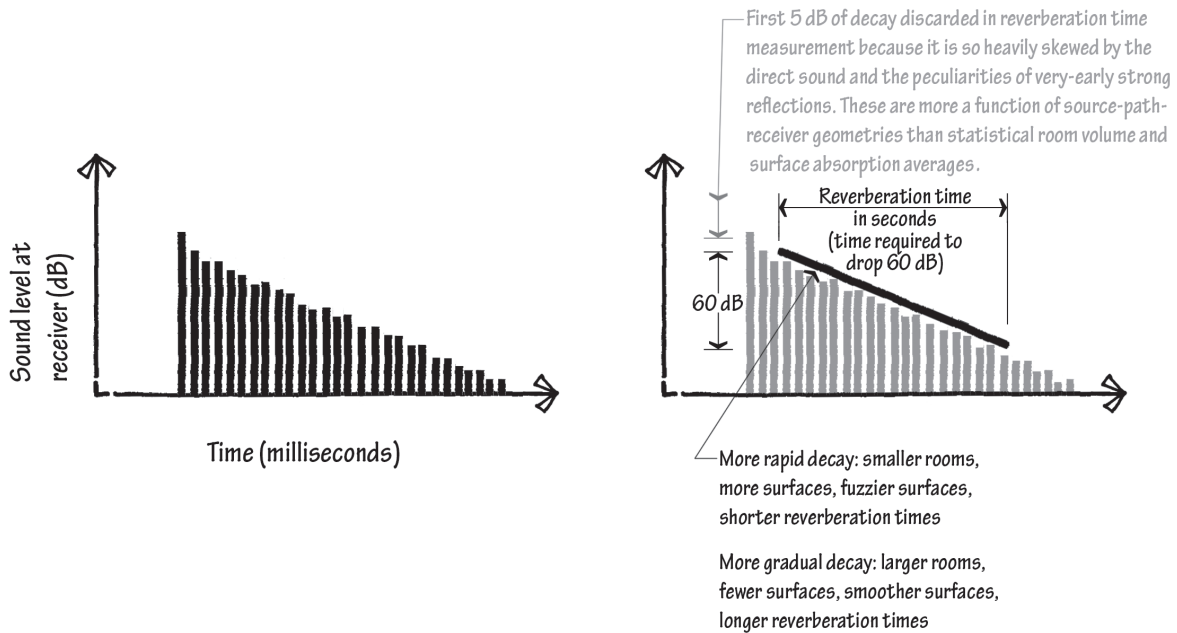 Sound level at
receiver (dB)
Time (milliseconds)
First 5 dB of decay discarded in reverberation time
measurement because it is so heavily skewed by the
direct sound and the peculiarities of very-early strong
reflections. These are more a function of source-path-
receiver geometries than statistical room volume and
surface absorption averages.
Reverberation time
in seconds
(time required to
drop 60 dB)
60 dB
More rapid decay: smaller rooms,
more surfaces, fuzzier surfaces,
shorter reverberation times
More gradual decay: larger rooms,
fewer surfaces, smoother surfaces,
longer reverberation times